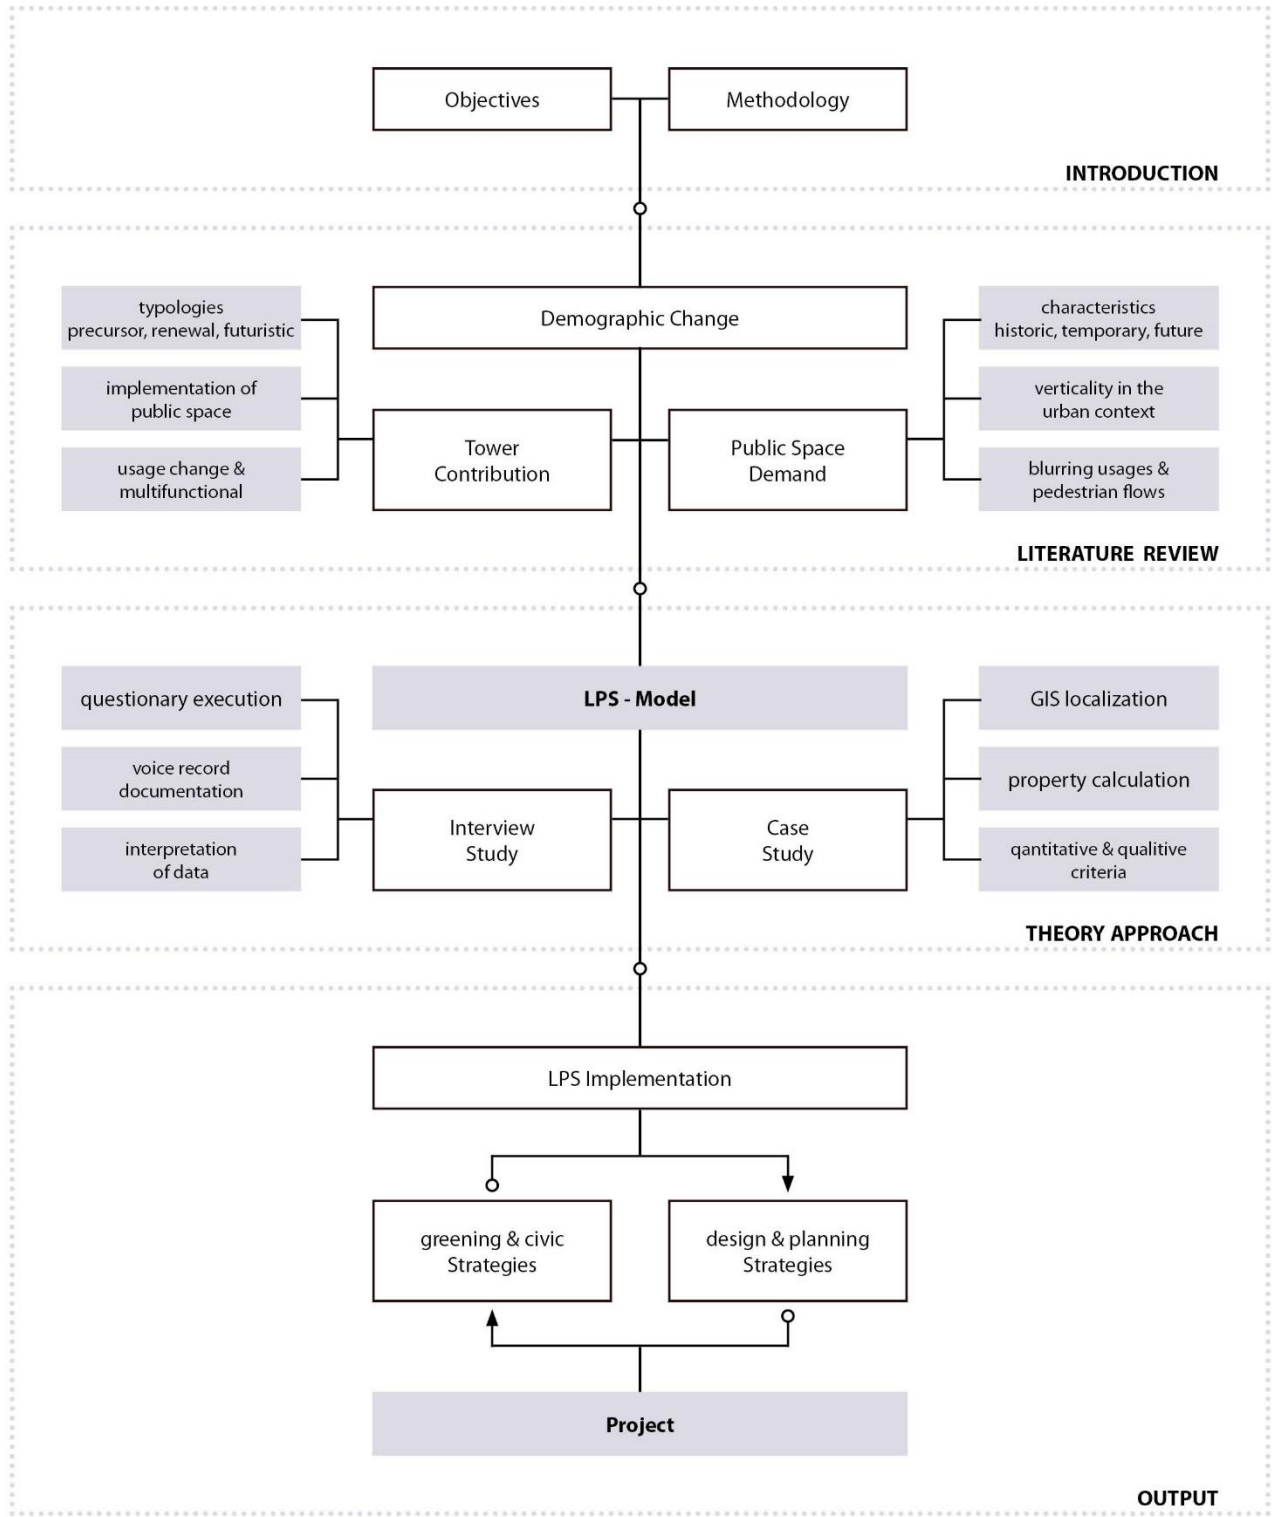 Objectives
Methodology
INTRODUCTION
typologies
precursor, renewal, futuristic
implementation of
public space
usage change &
multifunctional
Demographic Change
Tower
Contribution
Public Space
Demand
characteristics
historic, temporary, future
verticality in the
urban context
blurring usages &
pedestrian flows
LITERATURE REVIEW
questionary execution
voice record
documentation
interpretation
of data
LPS - Model
Interview
Study
Case
Study
GIS localization
property calculation
qantitative & qualitive
criteria
THEORY APPROACH
LPS Implementation
greening & civic
Strategies
design & planning
Strategies
Project
OUTPUT